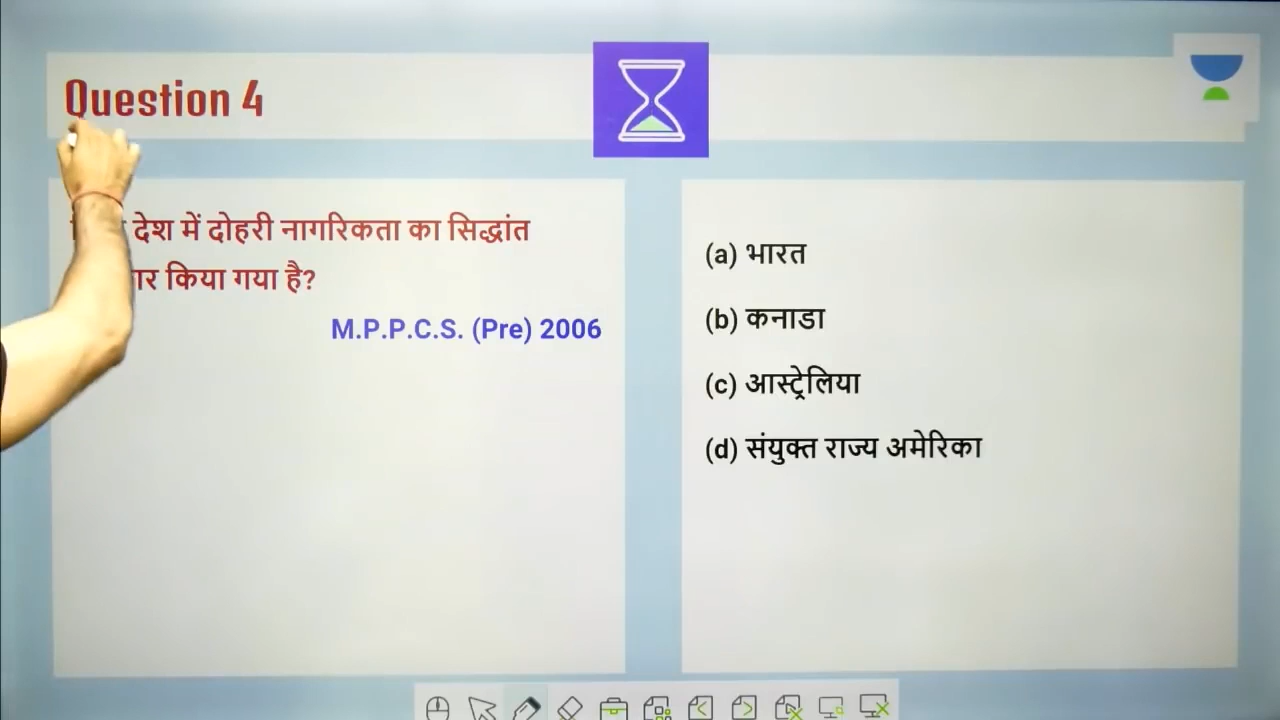 Question 4
देश में दोहरी नागरिकता का सिद्धांत
किया गया है?
M.P.P.C.S. (Pre) 2006
(a) भारत
(b) कनाडा
(c) आस्ट्रेलिया
(d) संयुक्त राज्य अमेरिका